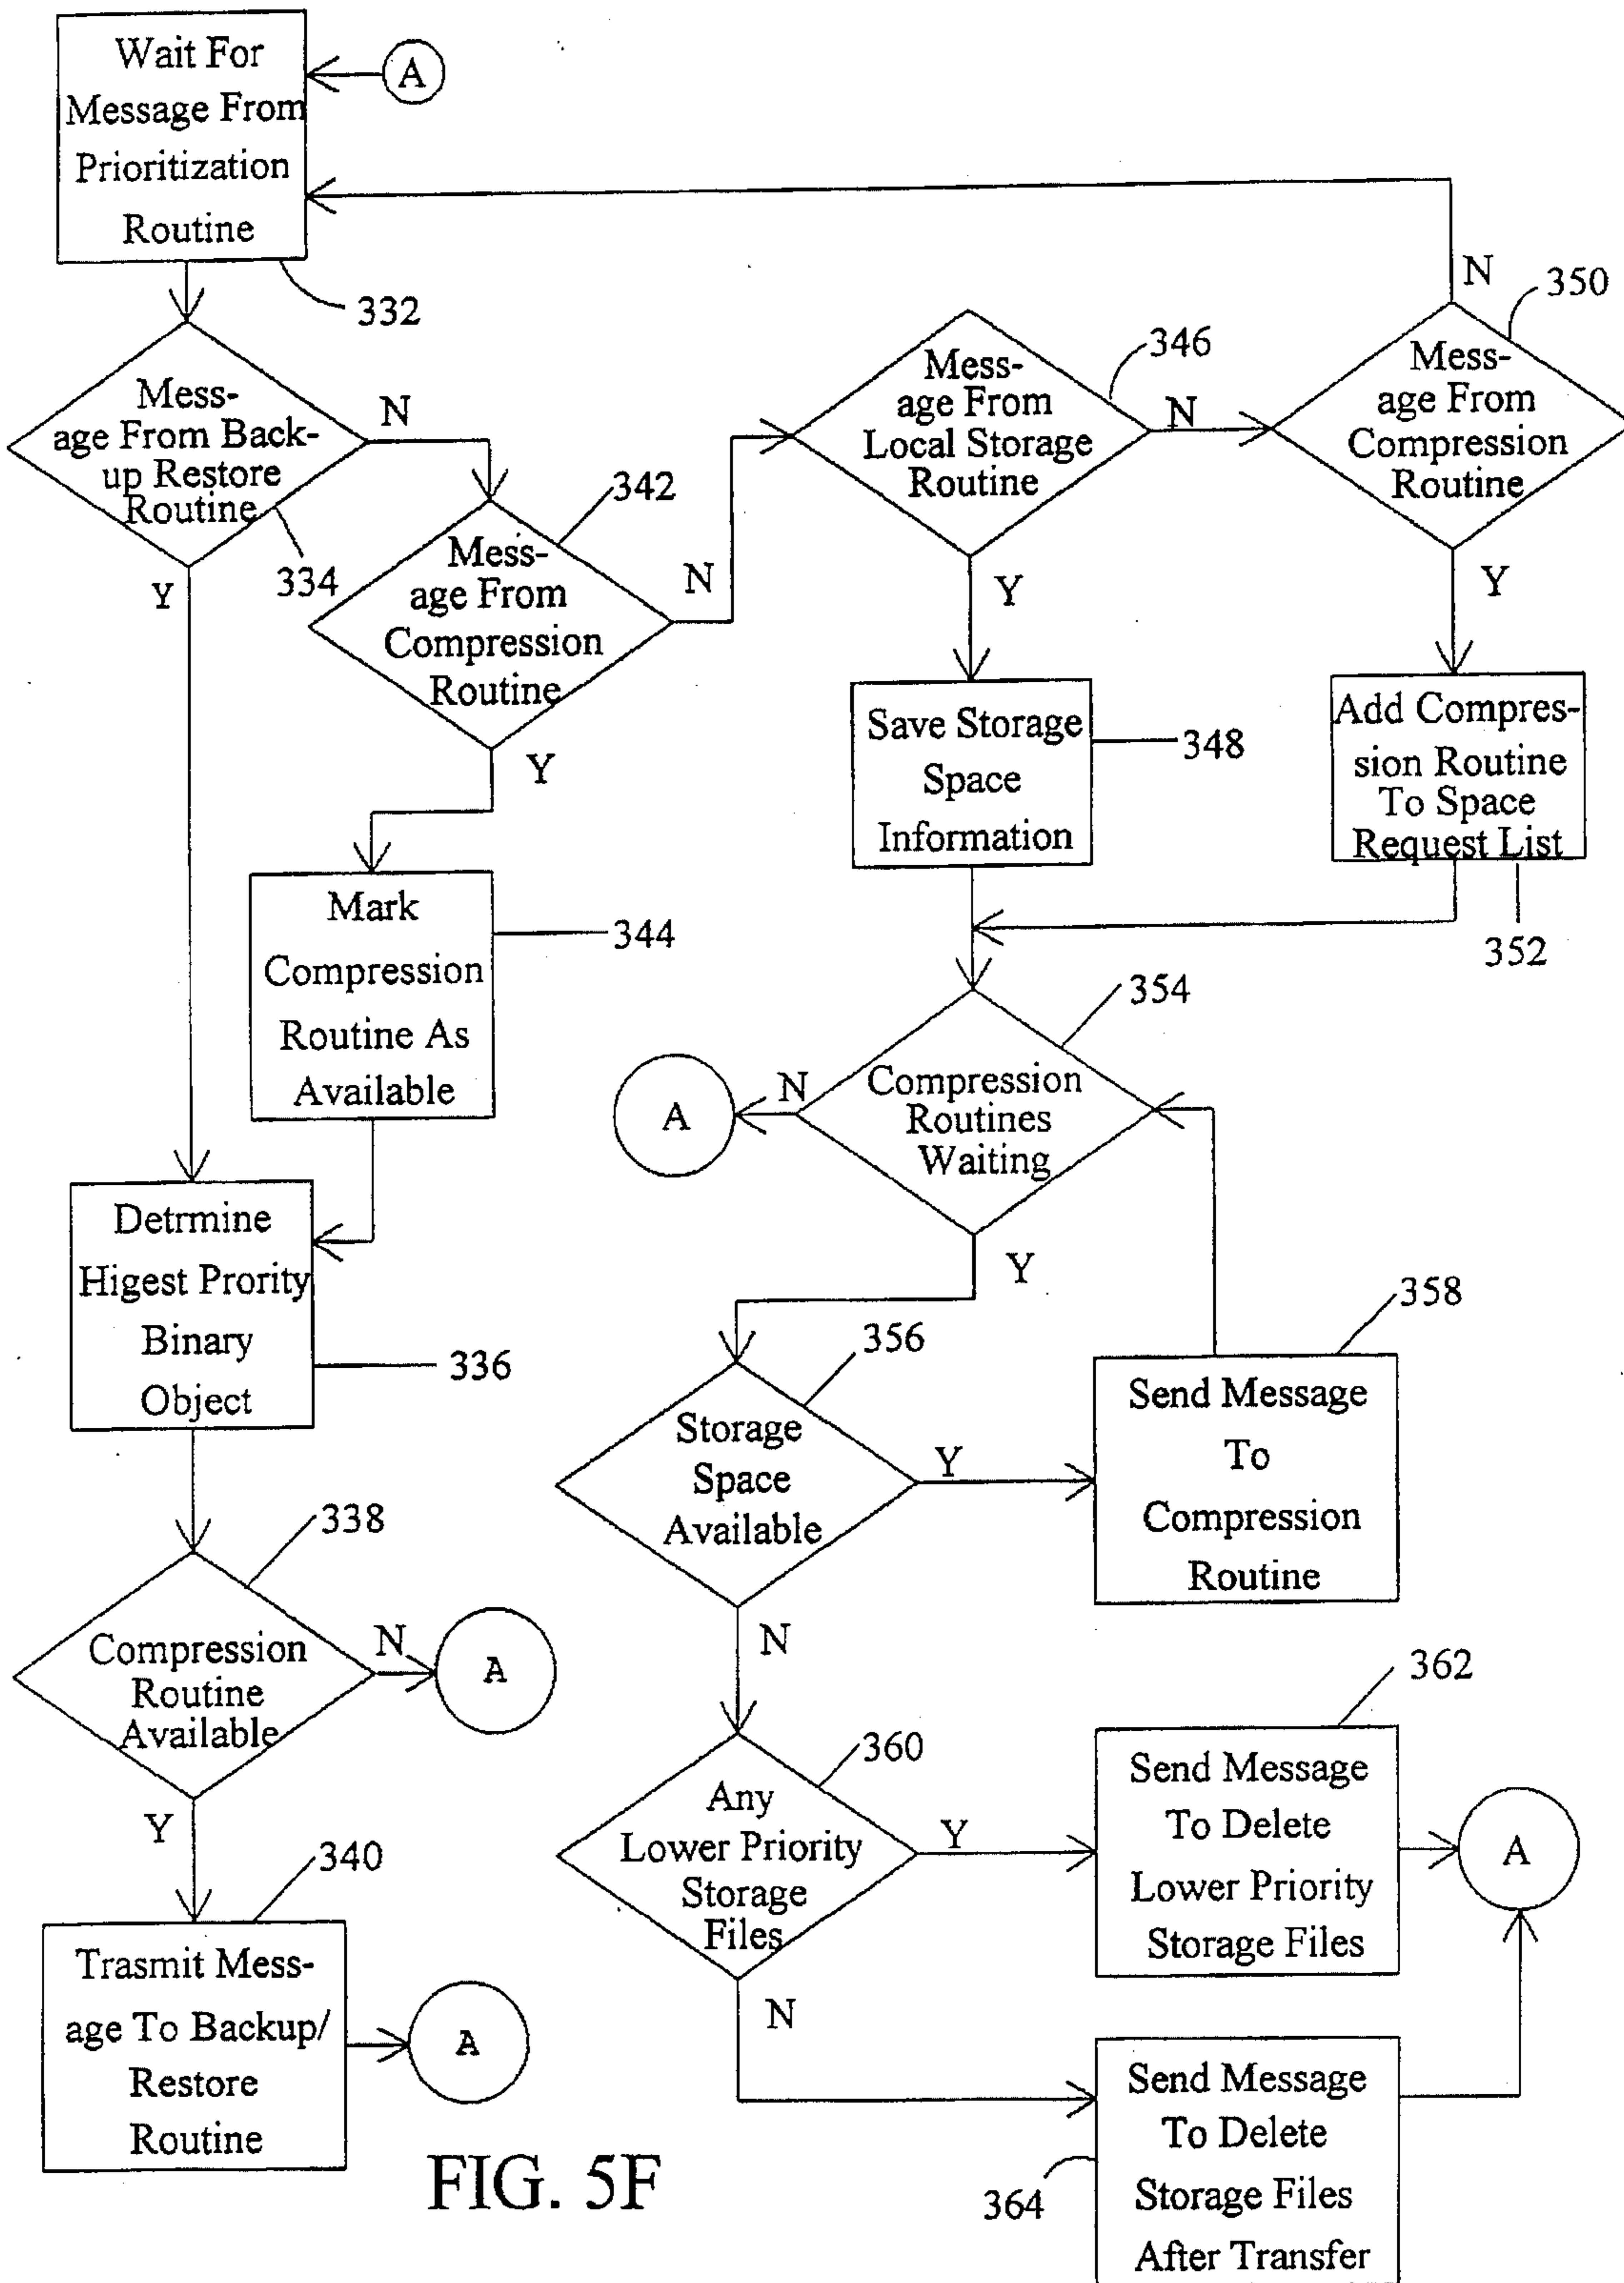 Wait For
Message From
Prioritization
Routine
A
332
Mess-
age From Back-
up Restore
Routine
334
N
Y
342
Mess-
age From
Compression
Routine
N
Y
346
Mess-
age From
Local Storage
Routine
N
Y
350
N
Mess-
age From
Compression
Routine
Y
Mark
Compression
Routine As
Available
344
Save Storage
Space
Information
348
Add Compres-
sion Routine
To Space
Request List
352
354
Compression
Routines
Waiting
N
A
Y
Detrmine
Higest Prority
Binary
Object
336
356
Storage
Space
Available
Y
N
358
Send Message
To
Compression
Routine
338
Compression
Routine
Available
N
A
Y
360
Any
Lower Priority
Storage
Files
Y
N
362
Send Message
To Delete
Lower Priority
Storage Files
A
340
Trasmit Mess-
age To Backup/
Restore
Routine
A
364
Send Message
To Delete
Storage Files
After Transfer
FIG. 5F